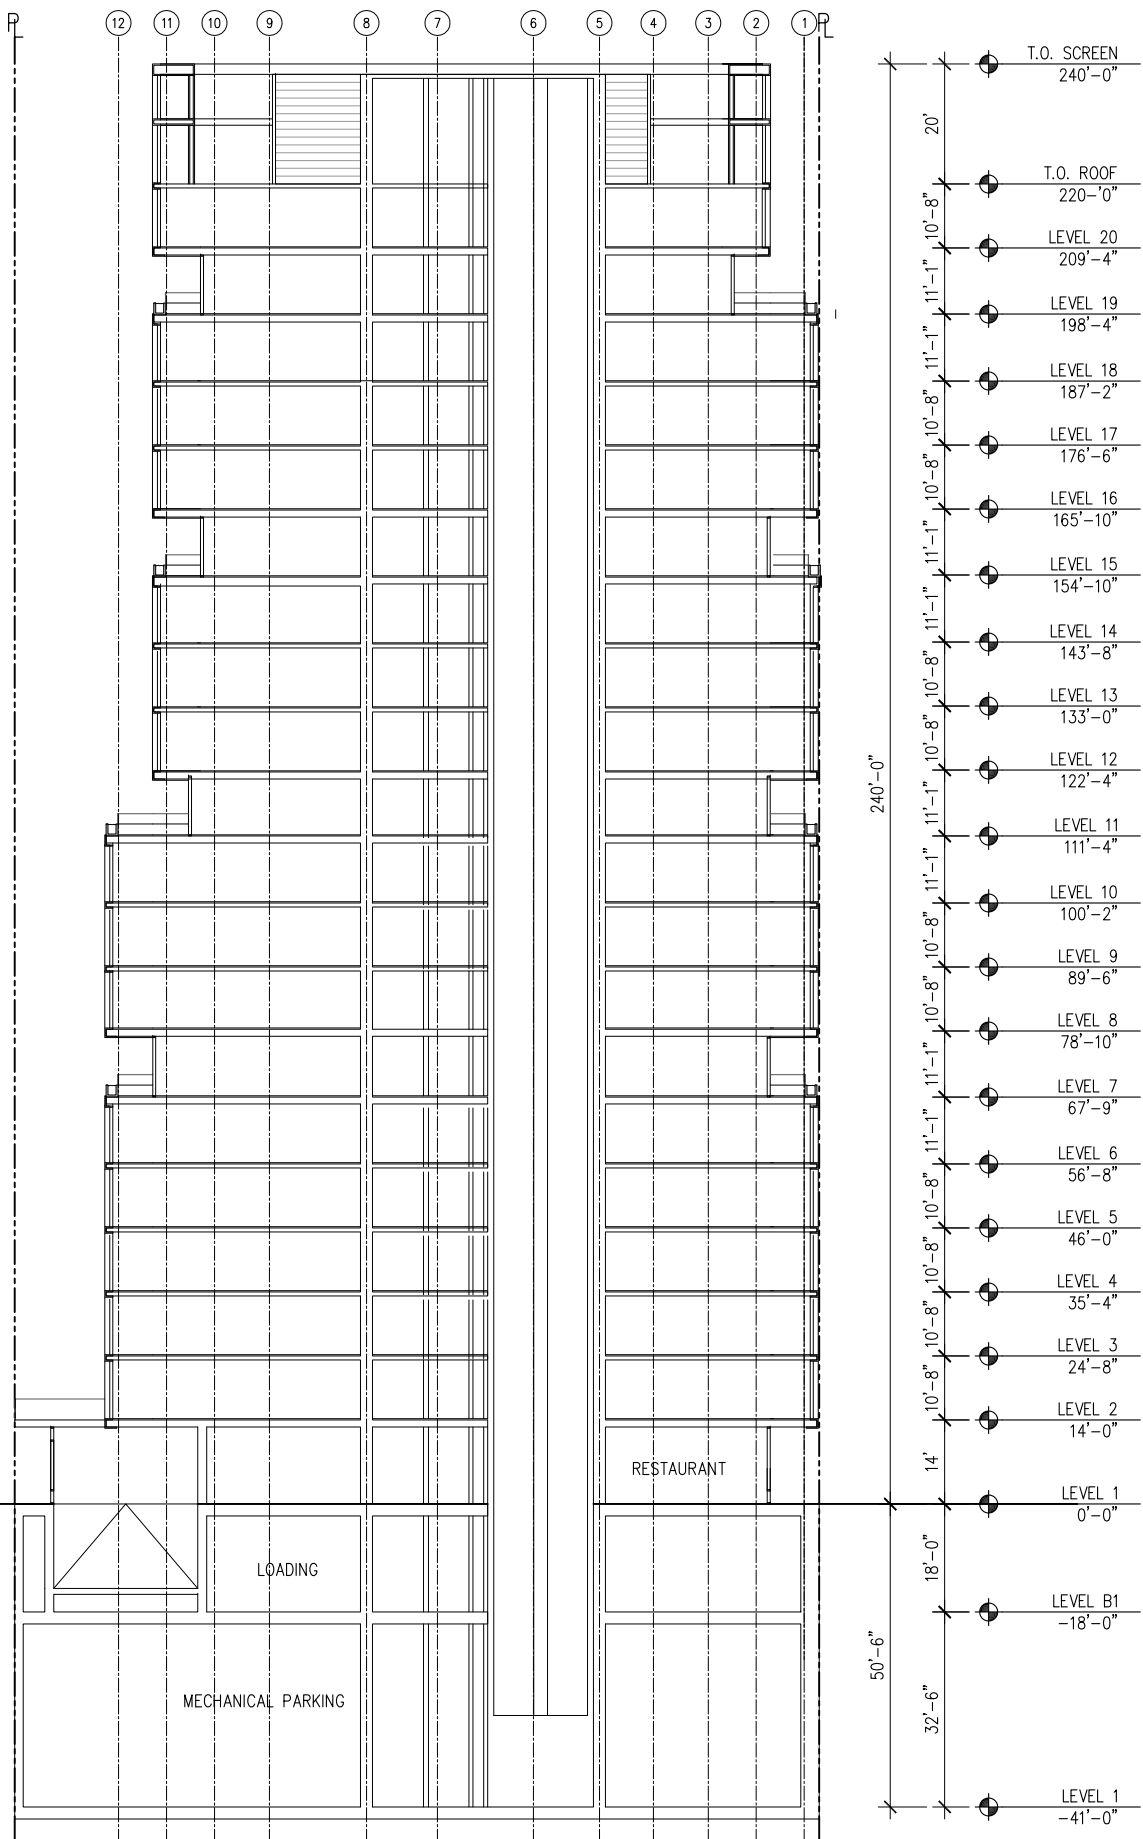 PL 12 11 10 9 8 7 6 5 4 3 2 1 PL
T.O. SCREEN
240'-0"
20'
T.O. ROOF
220-'0"
10'-8"
LEVEL 20
209'-4"
11'-1"
LEVEL 19
198'-4"
11'-1"
LEVEL 18
187'-2"
10'-8"
LEVEL 17
176'-6"
10'-8"
LEVEL 16
165'-10"
11'-1"
LEVEL 15
154'-10"
11'-1"
LEVEL 14
143'-8"
10'-8"
LEVEL 13
133'-0"
10'-8"
LEVEL 12
122'-4"
240'-0"
11'-1"
LEVEL 11
111'-4"
11'-1"
LEVEL 10
100'-2"
10'-8"
LEVEL 9
89'-6"
10'-8"
LEVEL 8
78'-10"
11'-1"
LEVEL 7
67'-9"
11'-1"
LEVEL 6
56'-8"
10'-8"
LEVEL 5
46'-0"
10'-8"
LEVEL 4
35'-4"
10'-8"
LEVEL 3
24'-8"
10'-8"
LEVEL 2
14'-0"
14'
RESTAURANT
LEVEL 1
0'-0"
18'-0"
LOADING
LEVEL B1
-18'-0"
50'-6"
MECHANICAL PARKING
32'-6"
LEVEL 1
-41'-0"